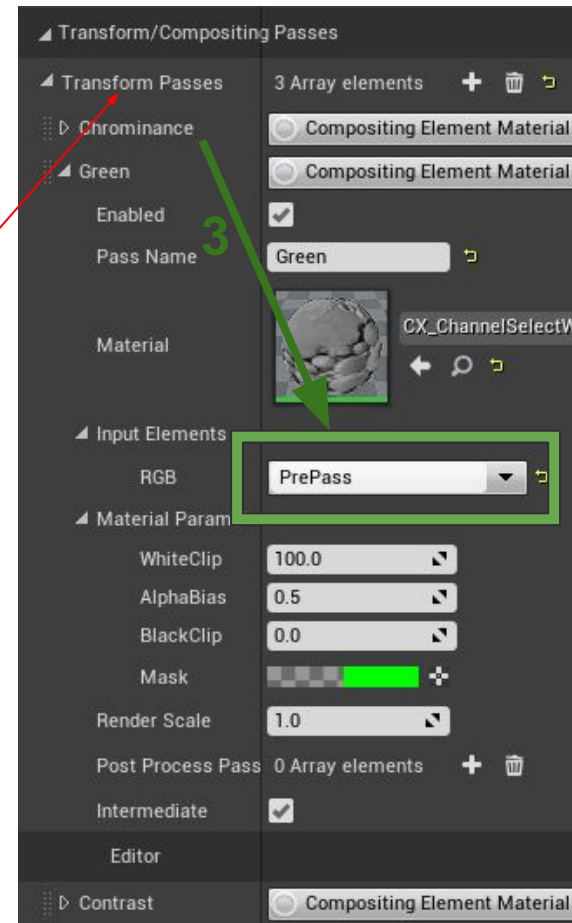 Transform/Compositing Passes
Transform Passes 3 Array elements
Chrominance Compositing Element Material
Green Compositing Element Material
Enabled
3
Pass Name Green
Material CX_ChannelSelectW
Input Elements
RGB PrePass
Material Param
WhiteClip 100.0
AlphaBias 0.5
BlackClip 0.0
Mask
Render Scale 1.0
Post Process Pass 0 Array elements
Intermediate
Editor
Contrast Compositing Element Material